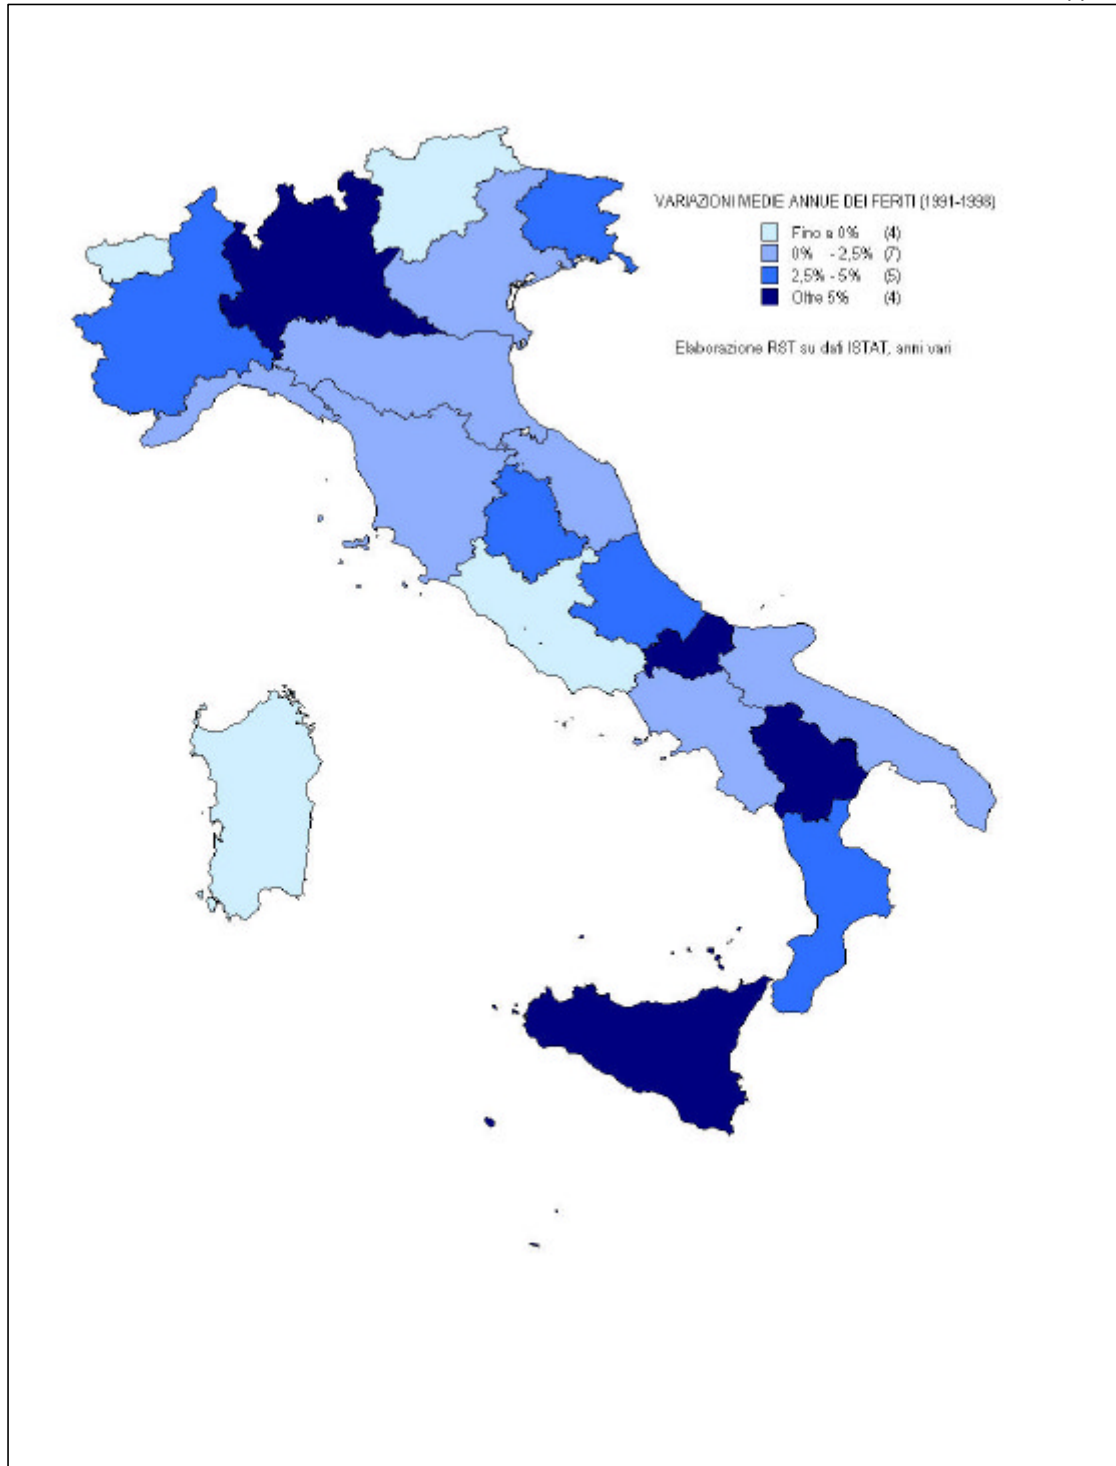 VARIAZIONI MEDIE ANNUE DEI FERITI (1991-1998)
Fino a 0% (4)
0% - 2,5% (7)
2,5% - 5% (5)
Oltre 5% (4)
Elaborazione RST su dati ISTAT, anni vari